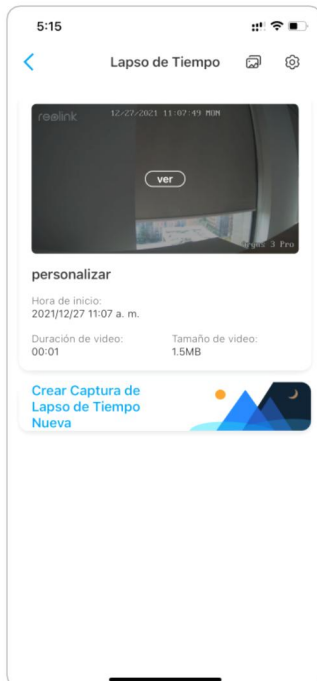 5:15
Lapso de Tiempo
reolink
12/27/2021 11:07:49 MON
ver
Argus 3 Pro
personalizar
Hora de inicio:
2021/12/27 11:07 a. m.
Duración de video: Tamaño de video:
00:01 1.5MB
Crear Captura de
Lapso de Tiempo
Nueva